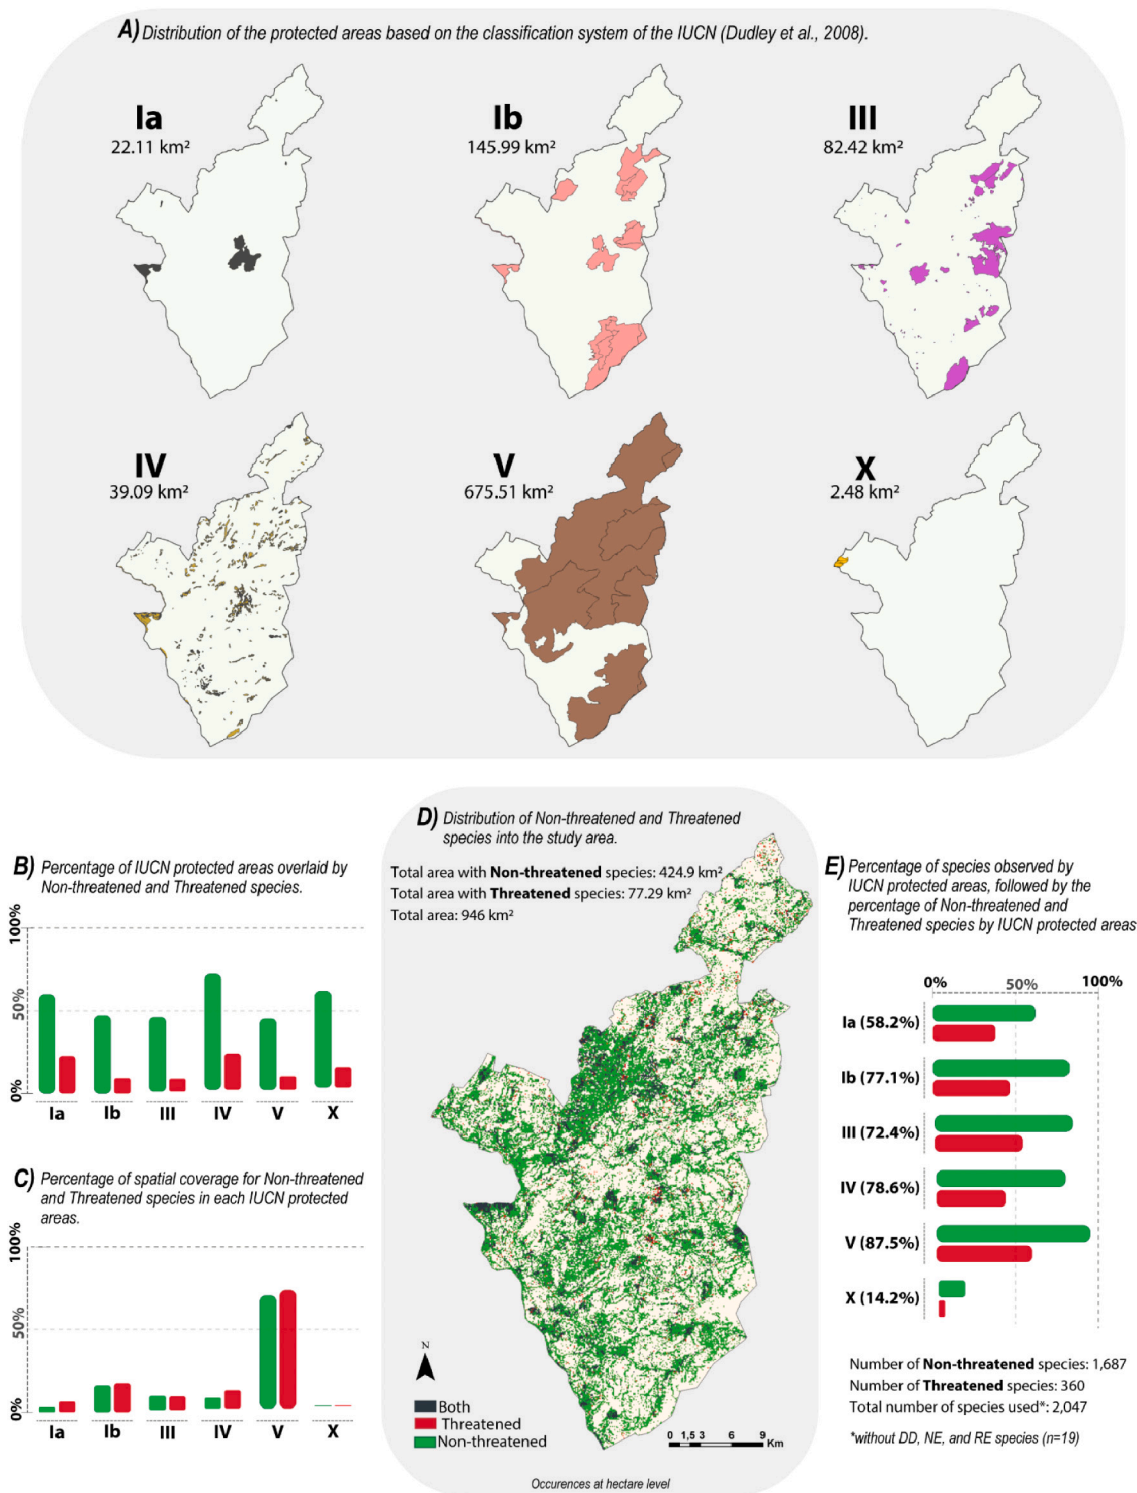 A) Distribution of the protected areas based on the classification system of the IUCN (Dudley et al., 2008).
Ia
22.11 km²
Ib
145.99 km²
III
82.42 km²
IV
39.09 km²
V
675.51 km²
X
2.48 km²
B) Percentage of IUCN protected areas overlaid by
Non-threatened and Threatened species.
100%
50%
0%
Ia Ib III IV V X
C) Percentage of spatial coverage for Non-threatened
and Threatened species in each IUCN protected
areas.
100%
50%
0%
Ia Ib III IV V X
D) Distribution of Non-threatened and Threatened
species into the study area.
Total area with Non-threatened species: 424.9 km²
Total area with Threatened species: 77.29 km²
Total area: 946 km²
N
Both
Threatened
Non-threatened
0 1,5 3 6 9
Km
Occurences at hectare level
E) Percentage of species observed by
IUCN protected areas, followed by the
percentage of Non-threatened and
Threatened species by IUCN protected areas
0% 50% 100%
Ia (58.2%)
Ib (77.1%)
III (72.4%)
IV (78.6%)
V (87.5%)
X (14.2%)
Number of Non-threatened species: 1,687
Number of Threatened species: 360
Total number of species used*: 2,047
*without DD, NE, and RE species (n=19)